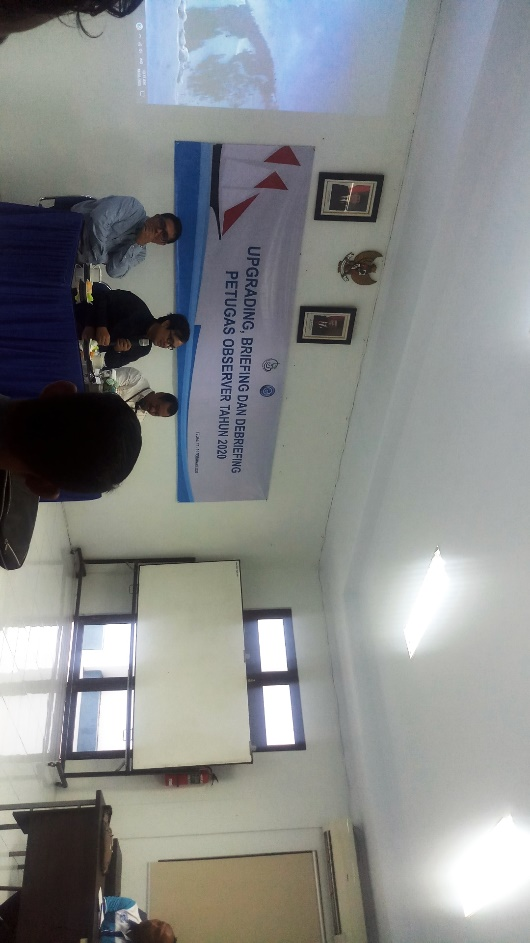 UPGRADING, BRIEFING DAN DEBRIEFING
PETUGAS OBSERVER TAHUN 2020